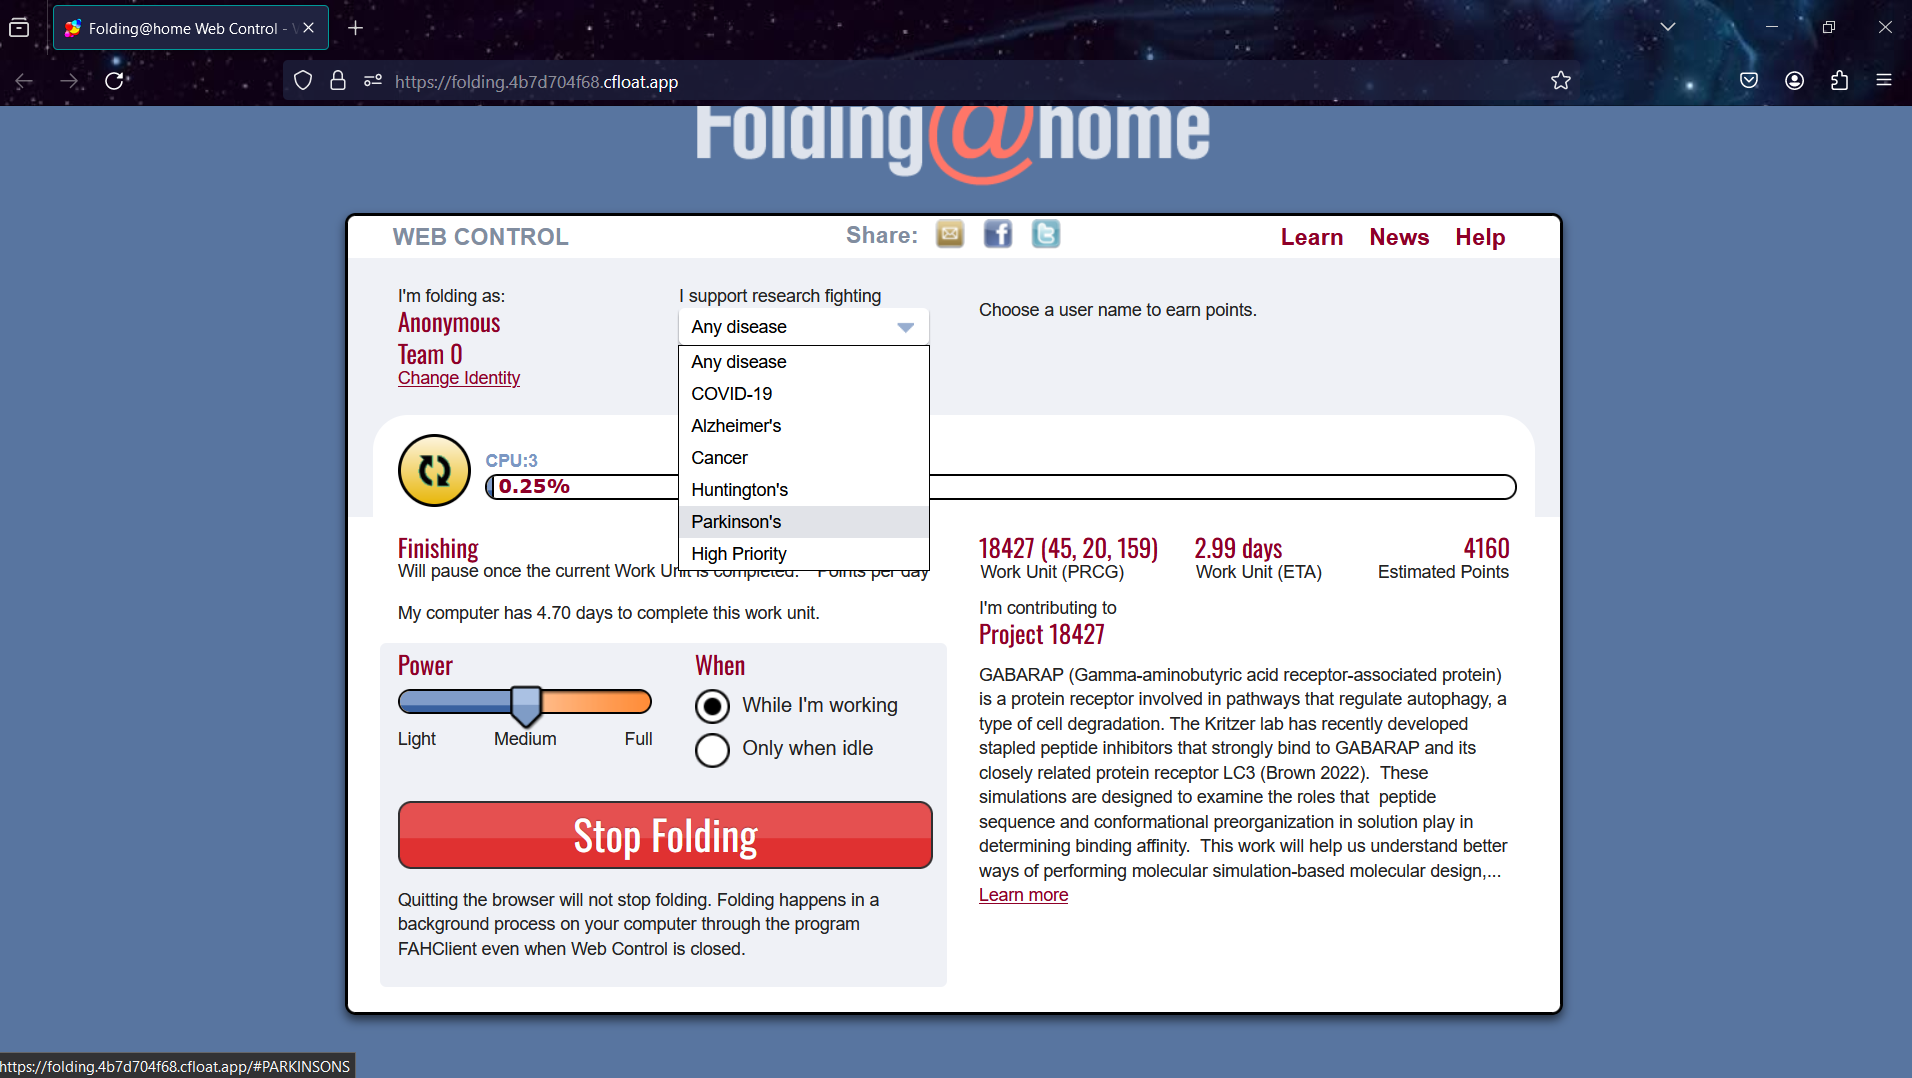 Folding@home Web Control -
https://folding.4b7d704f68.cfloat.app
Folding@home
WEB CONTROL
Share:
Learn News Help
I'm folding as:
Anonymous
Team 0
Change Identity
I support research fighting
Any disease
Any disease
COVID-19
Alzheimer's
Cancer
Huntington's
Parkinson's
High Priority
Choose a user name to earn points.
CPU:3
0.25%
Finishing
Will pause once the current Work Unit is completed.
Points per day
My computer has 4.70 days to complete this work unit.
Power
Light Medium Full
When
While I'm working
Only when idle
Stop Folding
Quitting the browser will not stop folding. Folding happens in a
background process on your computer through the program
FAHClient even when Web Control is closed.
18427 (45, 20, 159)
Work Unit (PRCG)
2.99 days
Work Unit (ETA)
4160
Estimated Points
I'm contributing to
Project 18427
GABARAP (Gamma-aminobutyric acid receptor-associated protein)
is a protein receptor involved in pathways that regulate autophagy, a
type of cell degradation. The Kritzer lab has recently developed
stapled peptide inhibitors that strongly bind to GABARAP and its
closely related protein receptor LC3 (Brown 2022).  These
simulations are designed to examine the roles that  peptide
sequence and conformational preorganization in solution play in
determining binding affinity.  This work will help us understand better
ways of performing molecular simulation-based molecular design,...
Learn more
https://folding.4b7d704f68.cfloat.app/#PARKINSONS